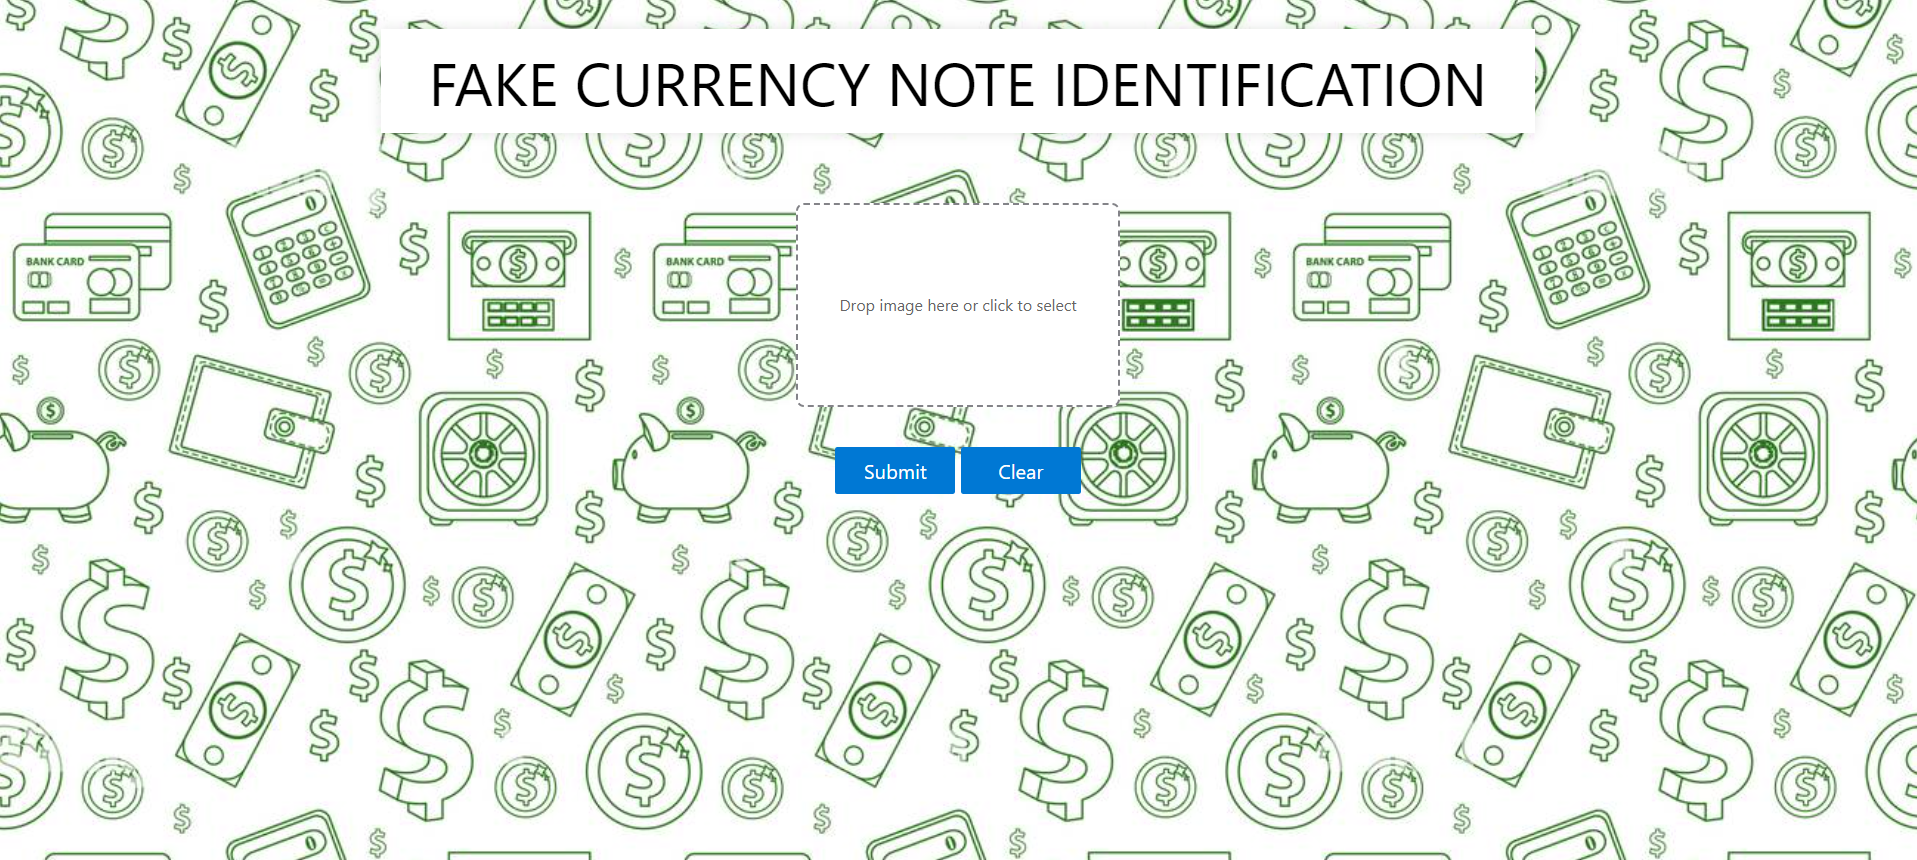 FAKE CURRENCY NOTE IDENTIFICATION
BANK CARD
BANK CARD
BANK CARD
Drop image here or click to select
Submit
Clear